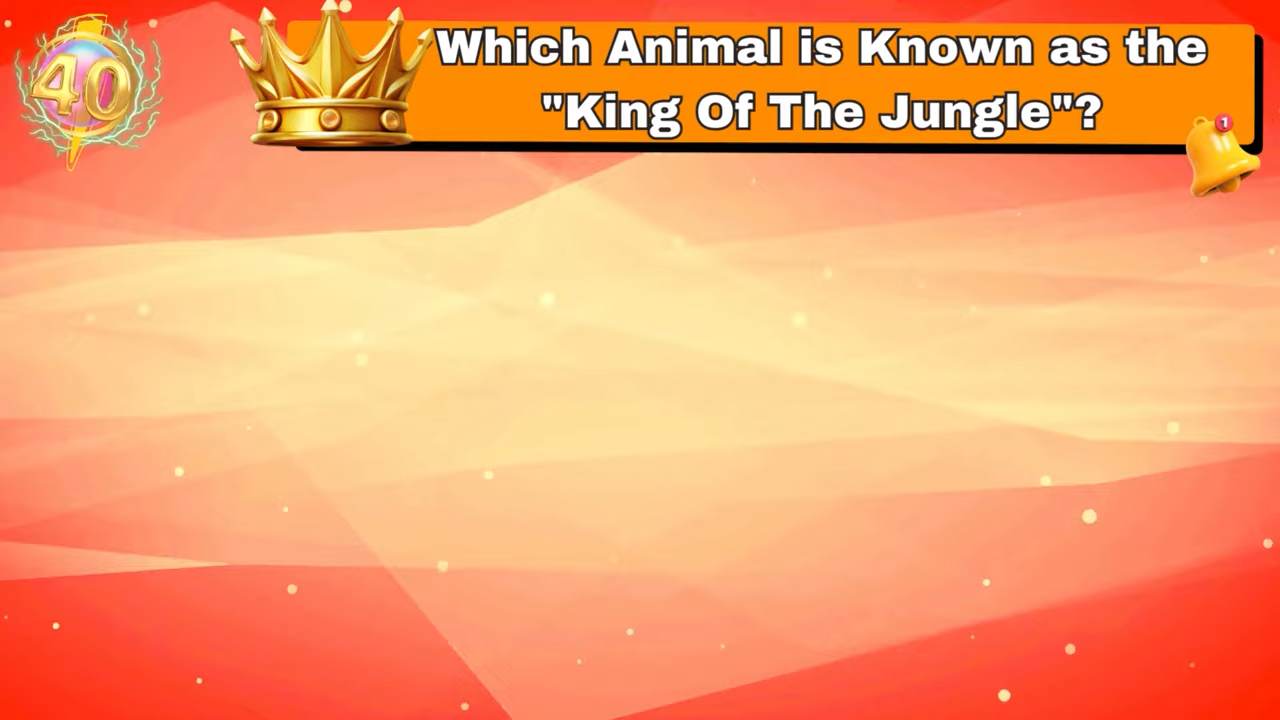 40
Which Animal is Known as the
"King Of The Jungle"?
1